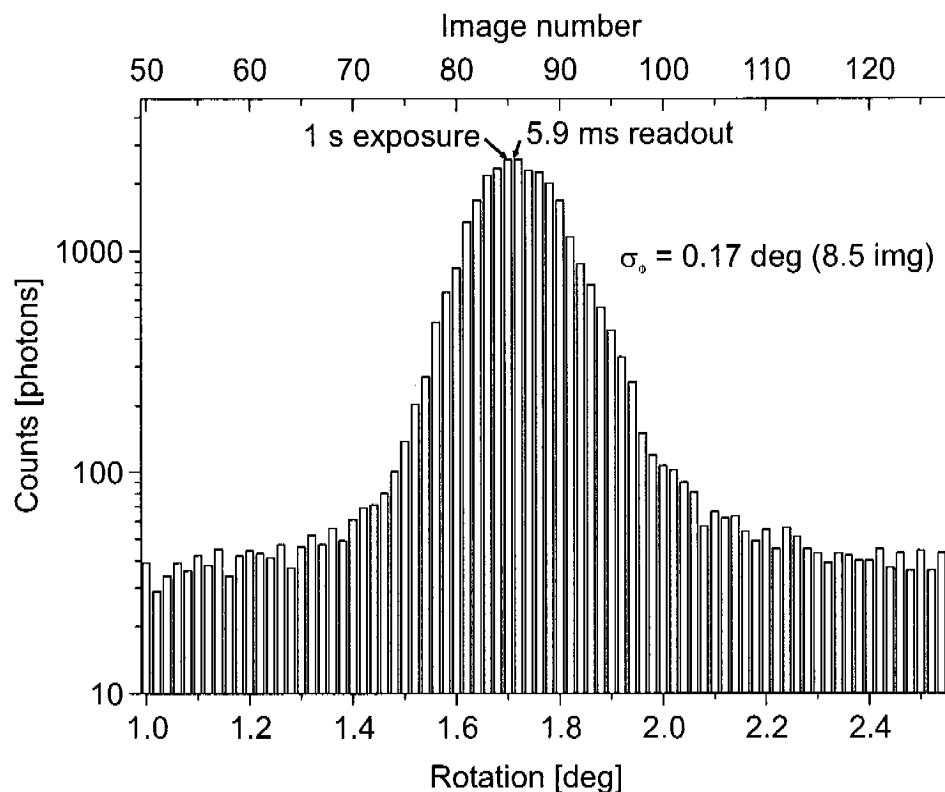 Image number
50 60 70 80 90 100 110 120
1 s exposure 5.9 ms readout
σϕ = 0.17 deg (8.5 img)
1000
100
10
Counts [photons]
1.0 1.2 1.4 1.6 1.8 2.0 2.2 2.4
Rotation [deg]